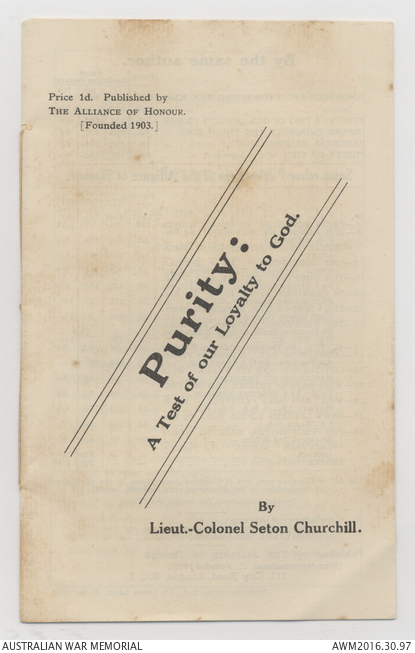 Price 1d. Published by
THE ALLIANCE OF HONOUR.
[Founded 1903.]
Purity:
A Test of our Loyalty to God.
By
Lieut.-Colonel Seton Churchill.
AUSTRALIAN WAR MEMORIAL
AWM2016.30.97